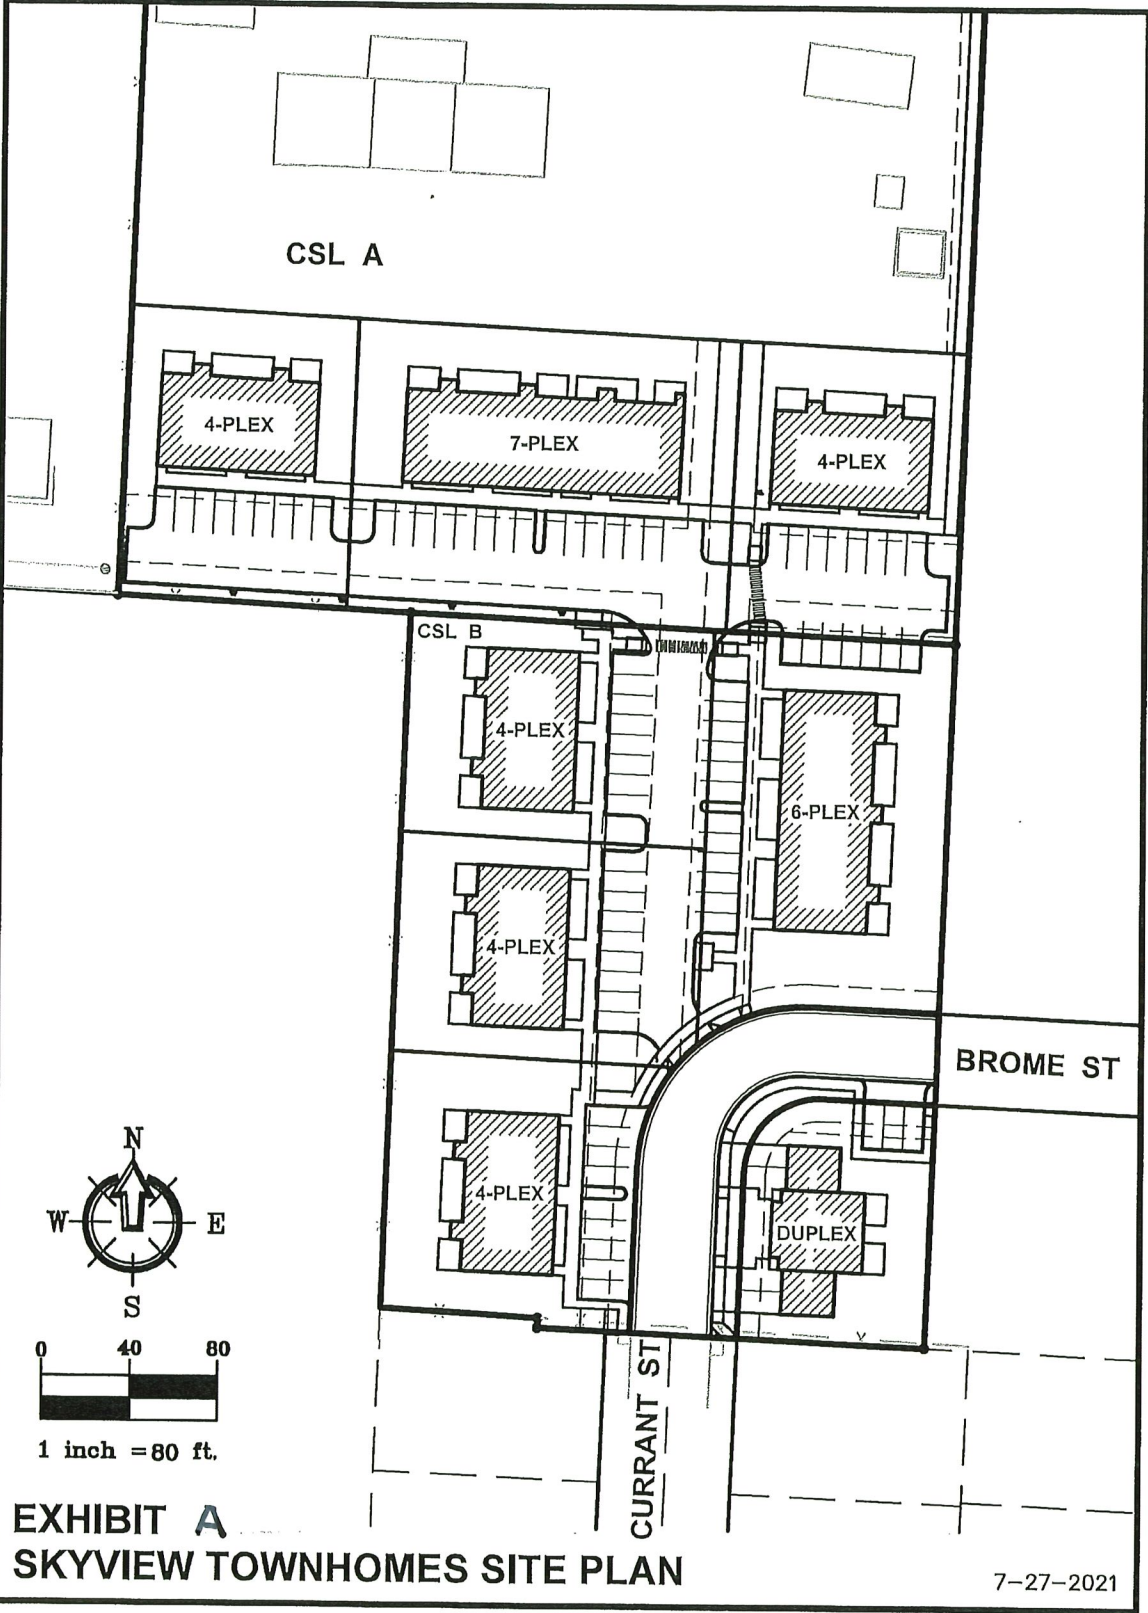 CSL A
4-PLEX
7-PLEX
4-PLEX
CSL B
4-PLEX
6-PLEX
4-PLEX
BROME ST
4-PLEX
DUPLEX
N
W E
S
0 40 80
1 inch = 80 ft.
CURRANT ST
EXHIBIT A
SKYVIEW TOWNHOMES SITE PLAN
7-27-2021